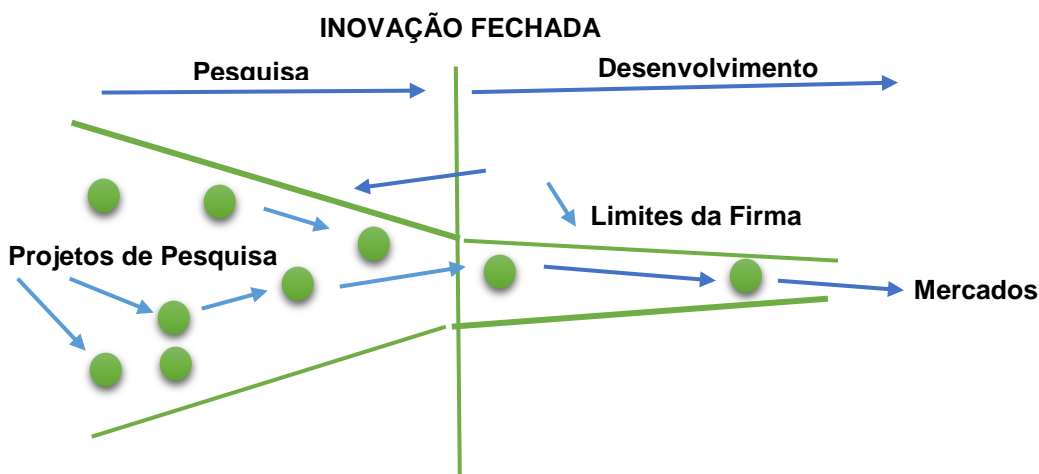 INOVAÇÃO FECHADA
Pesquisa
Desenvolvimento
Limites da Firma
Projetos de Pesquisa
Mercados